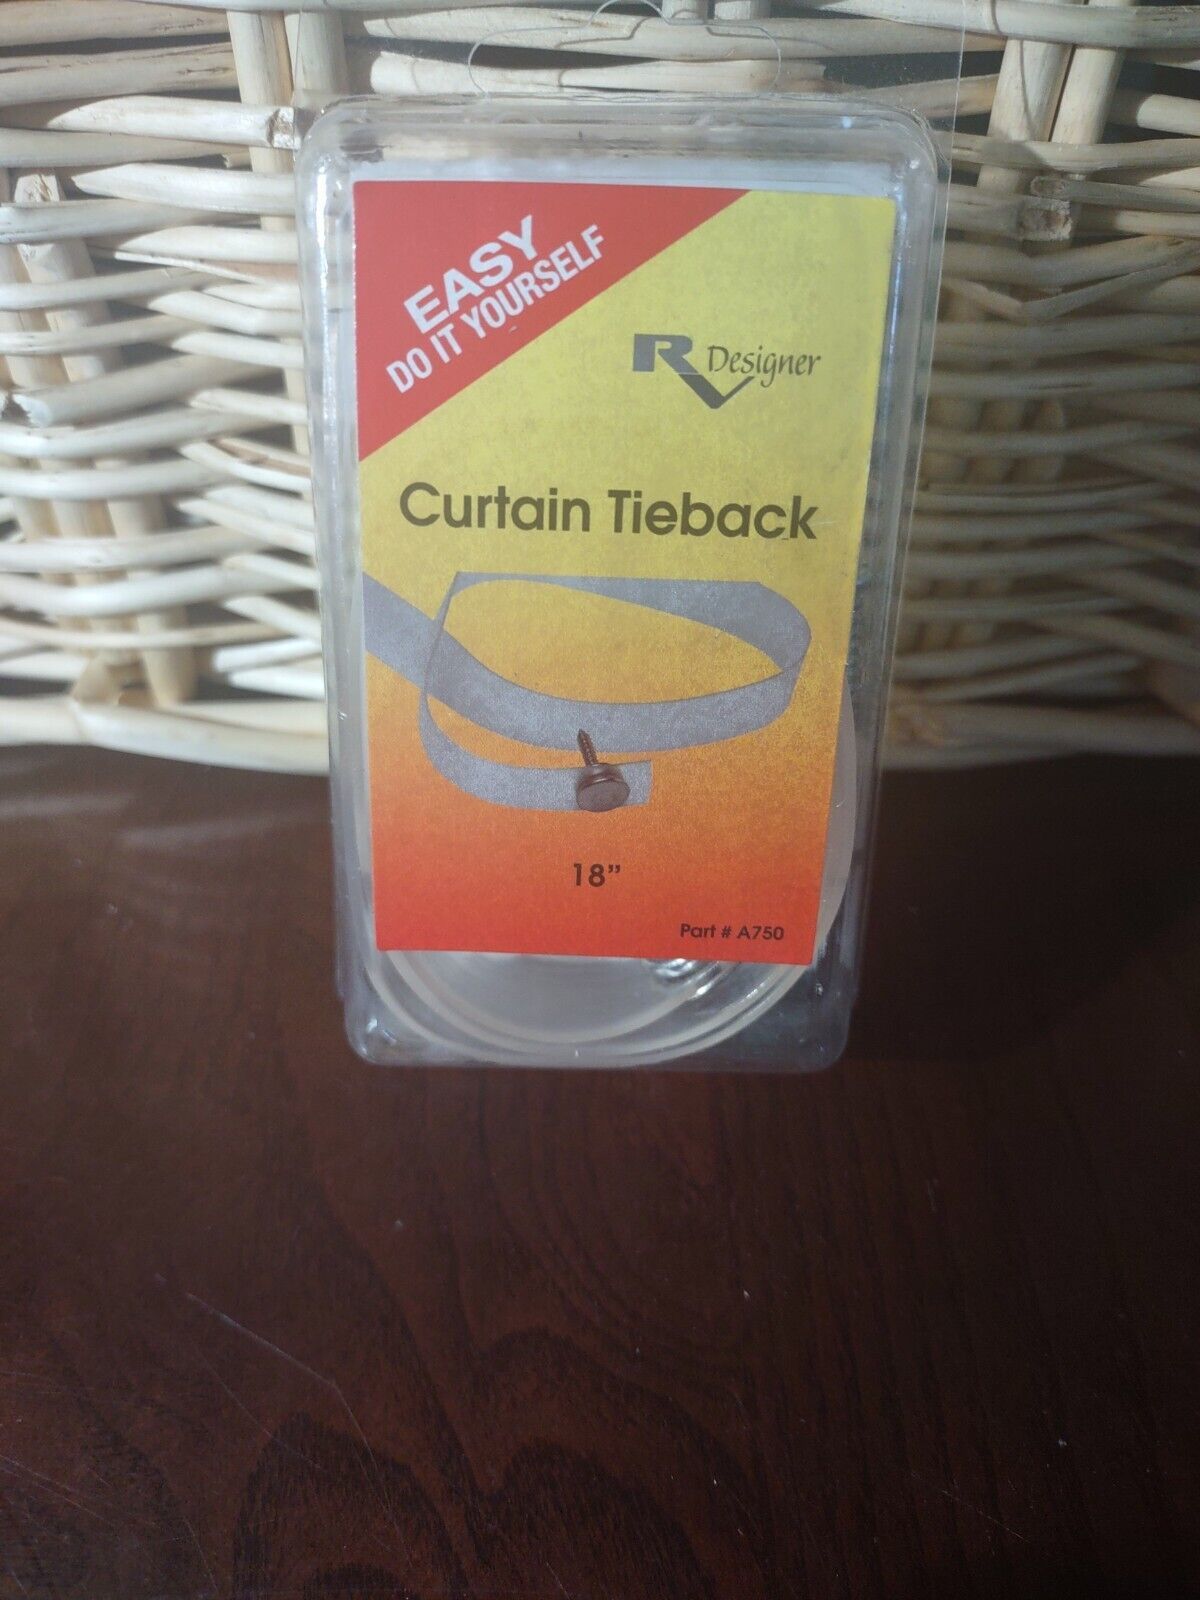 EASY
DO IT YOURSELF
RV Designer
Curtain Tieback
18”
Part # A750